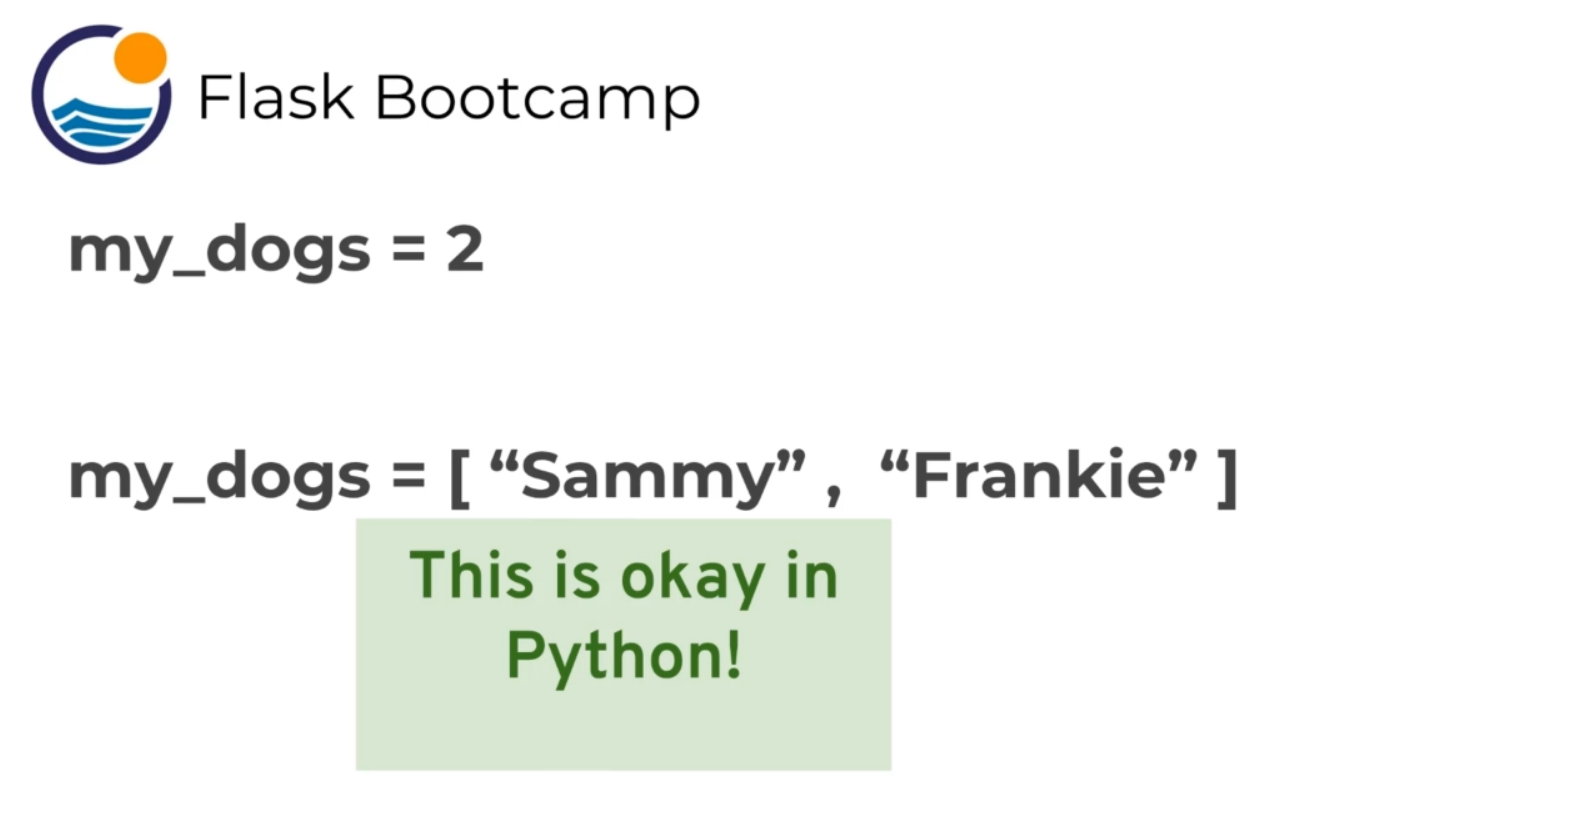 Flask Bootcamp
my_dogs = 2
my_dogs = [ “Sammy” , “Frankie” ]
This is okay in
Python!